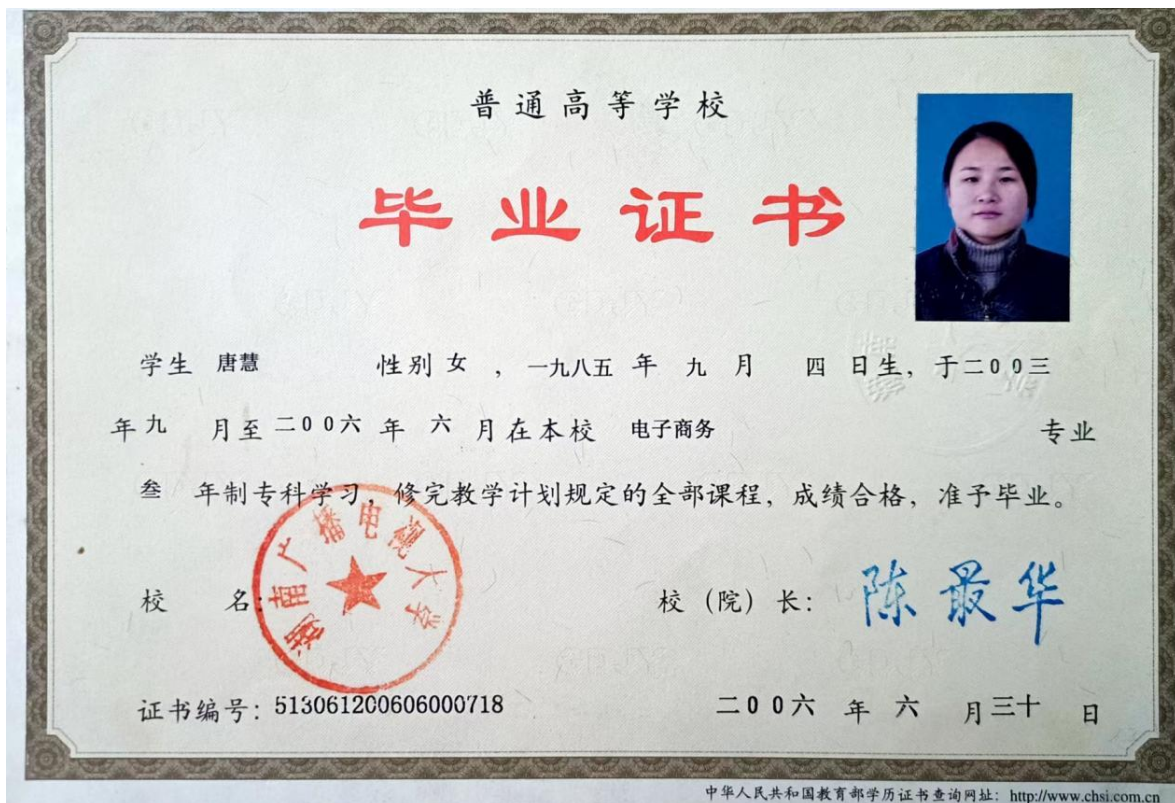 普通高等学校
毕业证书
学生 唐慧 性别 女 ，一九八五 年 九 月 四 日生，于二00三
年 九 月至 二00六 年 六 月在本校 电子商务 专业
叁 年制专科学习，修完教学计划规定的全部课程，成绩合格，准予毕业。
湖南广播电视大学
校 名： 校（院）长： 陈最华
证书编号：513061200606000718 二00六 年 六 月 三十 日
中华人民共和国教育部学历证书查询网址：http://www.chsi.com.cn